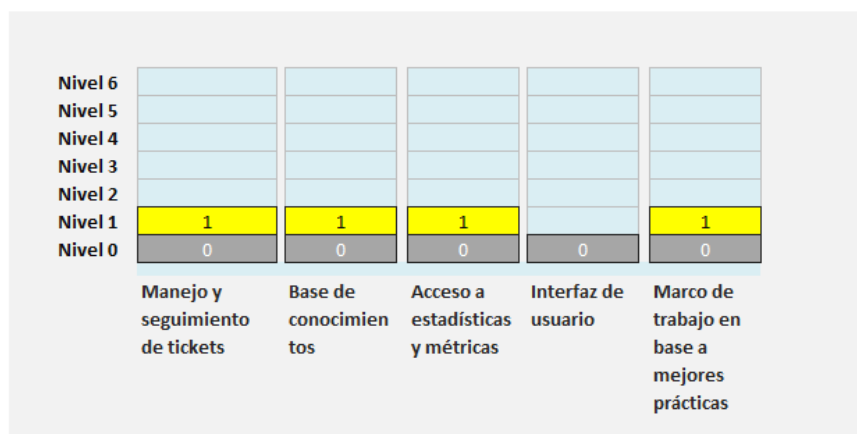 Nivel 6
Nivel 5
Nivel 4
Nivel 3
Nivel 2
Nivel 1 1 1 1 1
Nivel 0 0 0 0 0 0
Manejo y
seguimiento
de tickets
Base de
conocimien
tos
Acceso a
estadísticas
y métricas
Interfaz de
usuario
Marco de
trabajo en
base a
mejores
prácticas